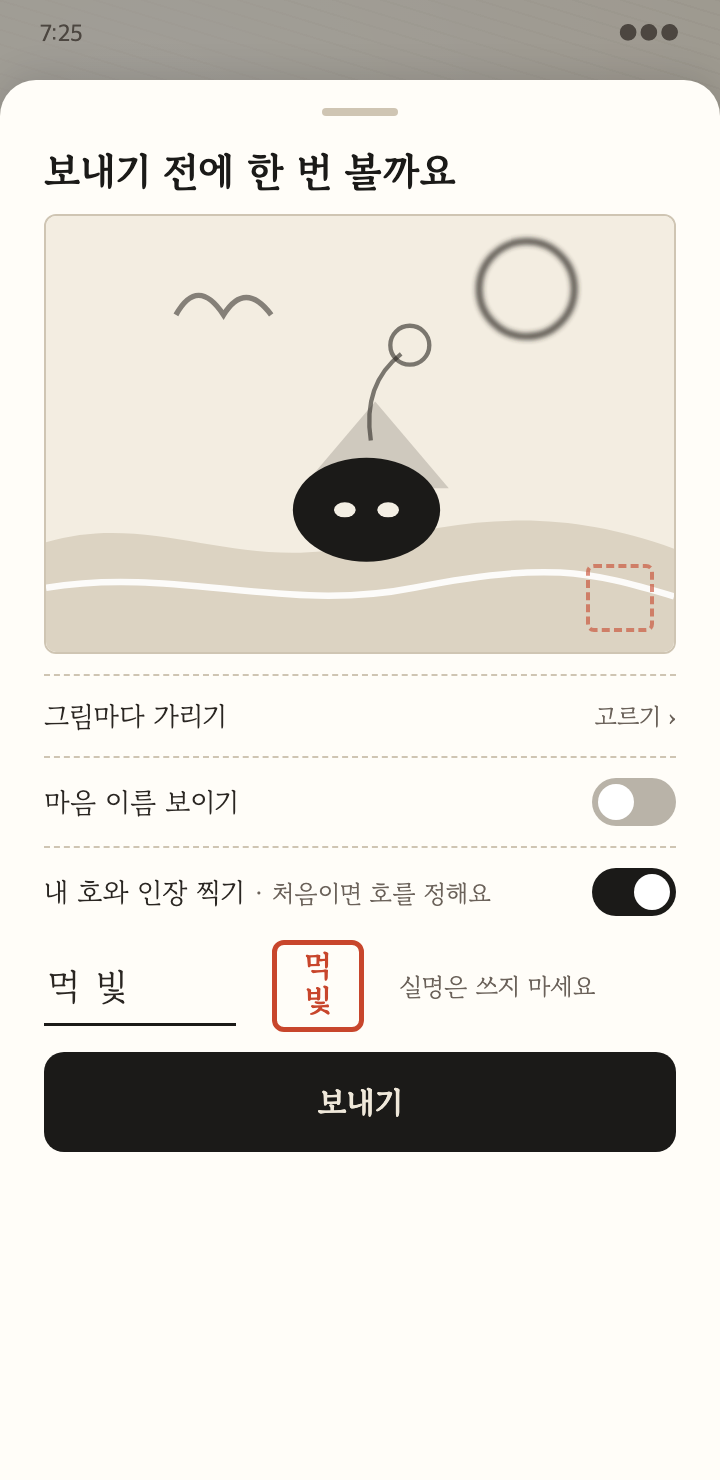 7:25
보내기 전에 한 번 볼까요
그림마다 가리기
고르기 ›
마음 이름 보이기
내 호와 인장 찍기 · 처음이면 호를 정해요
먹 빛
먹
빛
실명은 쓰지 마세요
보내기